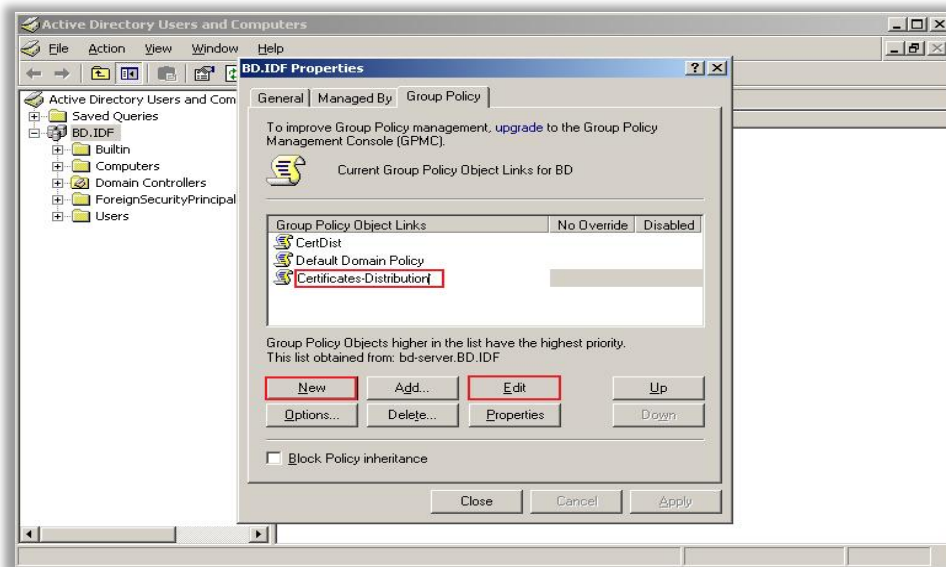 Active Directory Users and Computers
File Action View Window Help
BD.IDF Properties
Active Directory Users and Com
Saved Queries
BD.IDF
Builtin
Computers
Domain Controllers
ForeignSecurityPrincipal
Users
General Managed By Group Policy
To improve Group Policy management, upgrade to the Group Policy
Management Console (GPMC).
Current Group Policy Object Links for BD
Group Policy Object Links No Override Disabled
CertDist
Default Domain Policy
Certificates-Distribution
Group Policy Objects higher in the list have the highest priority.
This list obtained from: bd-server.BD.IDF
New Add... Edit Up
Options... Delete... Properties Down
Block Policy inheritance
Close Cancel Apply